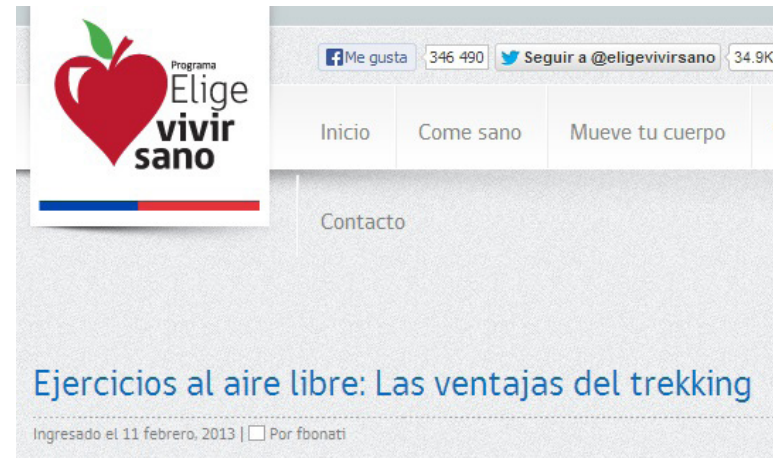 Programa
Elige
vivir
sano
Me gusta 346 490 Seguir a @eligevivirsano 34.9K
Inicio Come sano Mueve tu cuerpo
Contacto
Ejercicios al aire libre: Las ventajas del trekking
Ingresado el 11 febrero, 2013 | Por fbonati